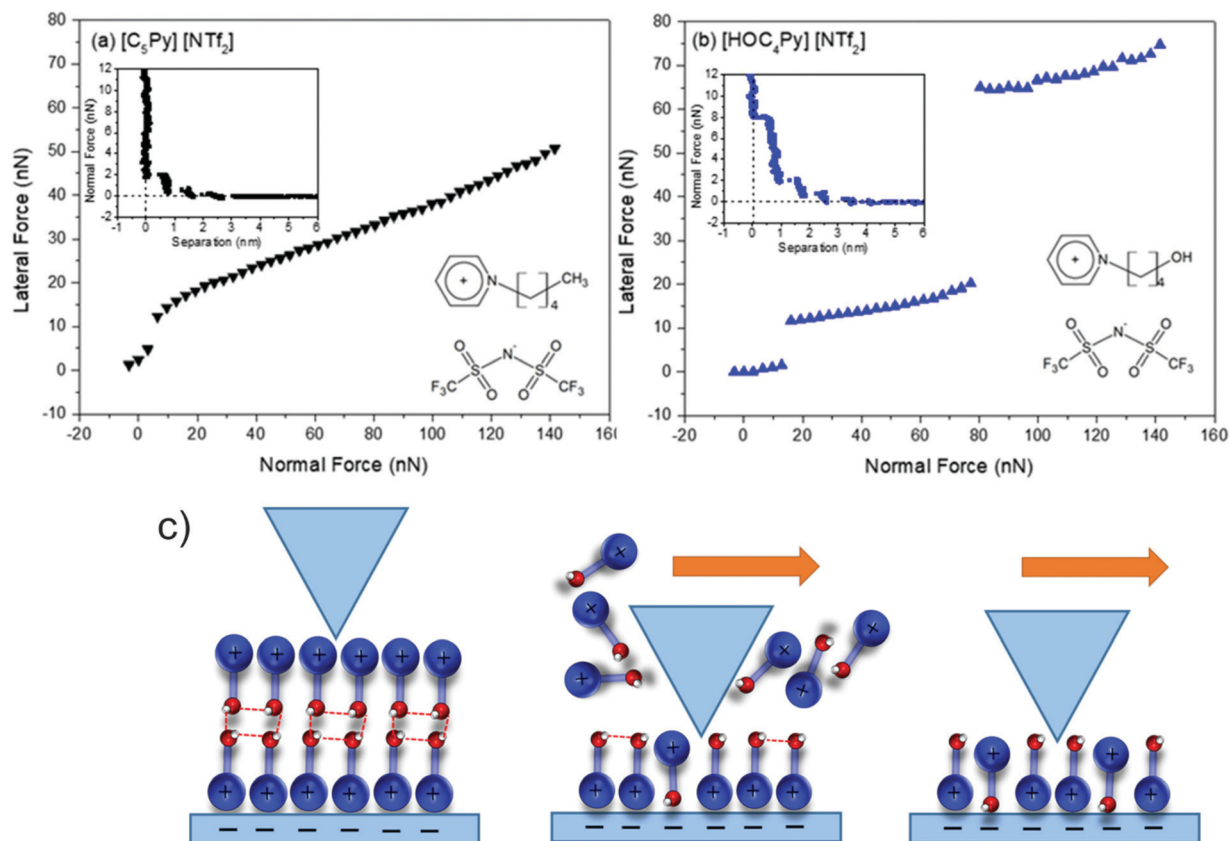 (a) [C5Py] [NTf2]
80
70
60
50
40
30
20
10
0
-10
Lateral Force (nN)
-20 0 20 40 60 80 100 120 140 160
Normal Force (nN)
12
10
8
6
4
2
0
-2
Normal Force (nN)
-1 0 1 2 3 4 5 6
Separation (nm)
+ N 4 CH3
O O
S N- S
F3C O O CF3
(b) [HOC4Py] [NTf2]
80
70
60
50
40
30
20
10
0
-10
Lateral Force (nN)
-20 0 20 40 60 80 100 120 140 160
Normal Force (nN)
12
10
8
6
4
2
0
-2
Normal Force (nN)
-1 0 1 2 3 4 5 6
Separation (nm)
+ N 4 OH
O O
S N- S
F3C O O CF3
c)
+ + + + + +
+ + + + + +
− − − − − −
+ + + + + +
+
+ + + + + +
− − − − − −
+ +
+ + + +
− − − − − −